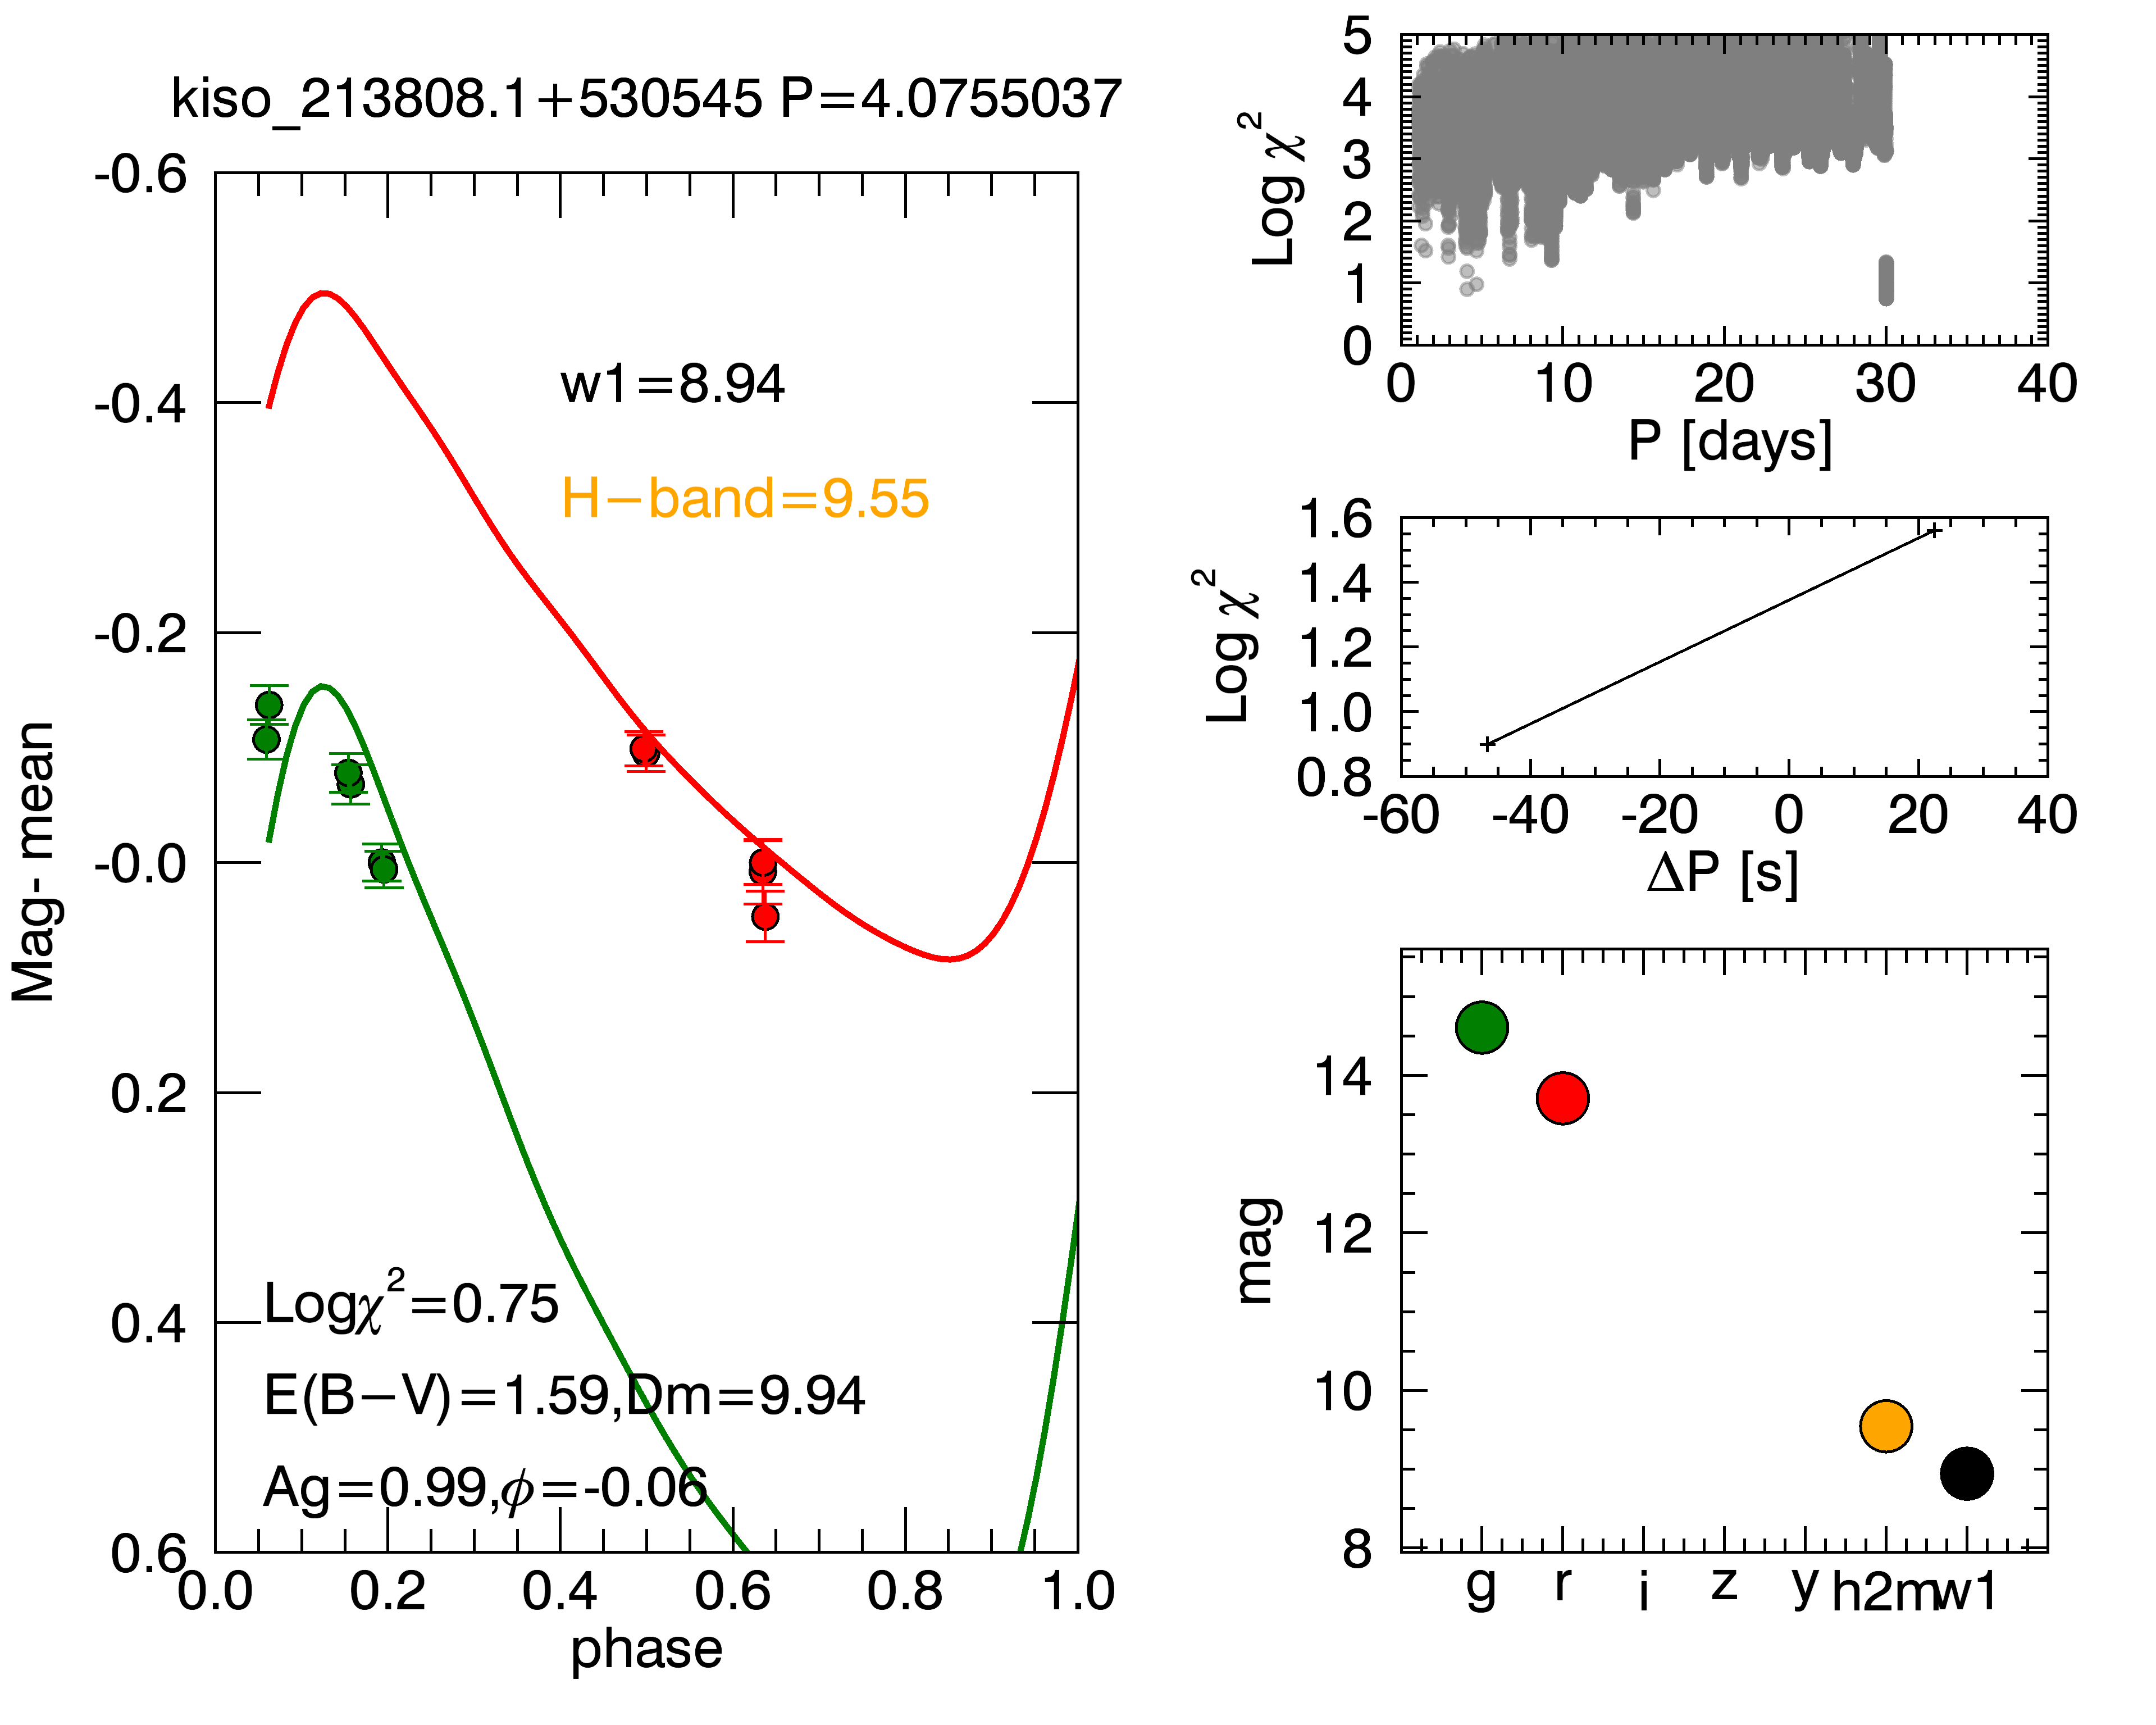 kiso_213808.1+530545 P=4.0755037
-0.6
-0.4
-0.2
-0.0
0.2
0.4
0.6
Mag- mean
w1=8.94
H-band=9.55
Logχ²=0.75
E(B-V)=1.59,Dm=9.94
Ag=0.99,ϕ=-0.06
0.0 0.2 0.4 0.6 0.8 1.0
phase
5
4
3
2
1
0
Log χ²
0 10 20 30 40
P [days]
1.6
1.4
1.2
1.0
0.8
Log χ²
-60 -40 -20 0 20 40
ΔP [s]
14
12
10
8
mag
g r i z y h2m w1